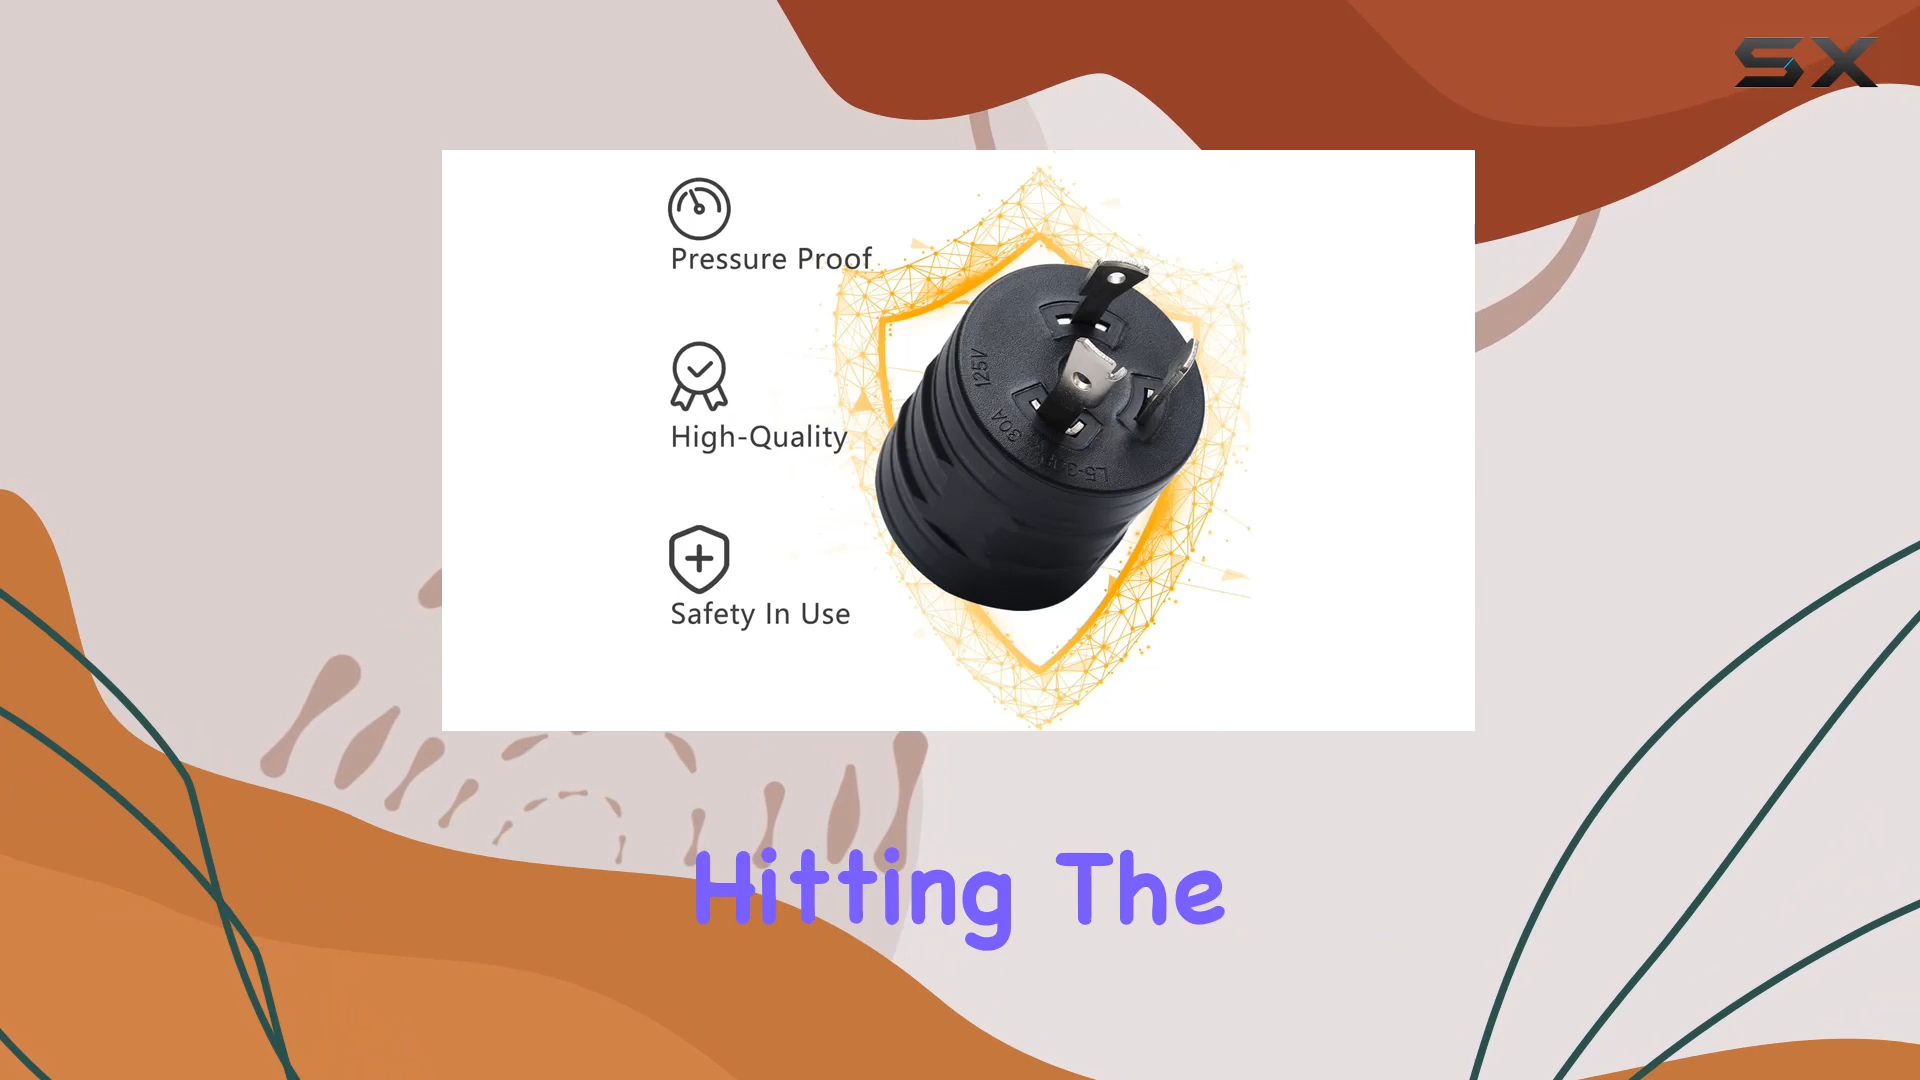 SX
Pressure Proof
High-Quality
Safety In Use
125V
30A
Hitting The